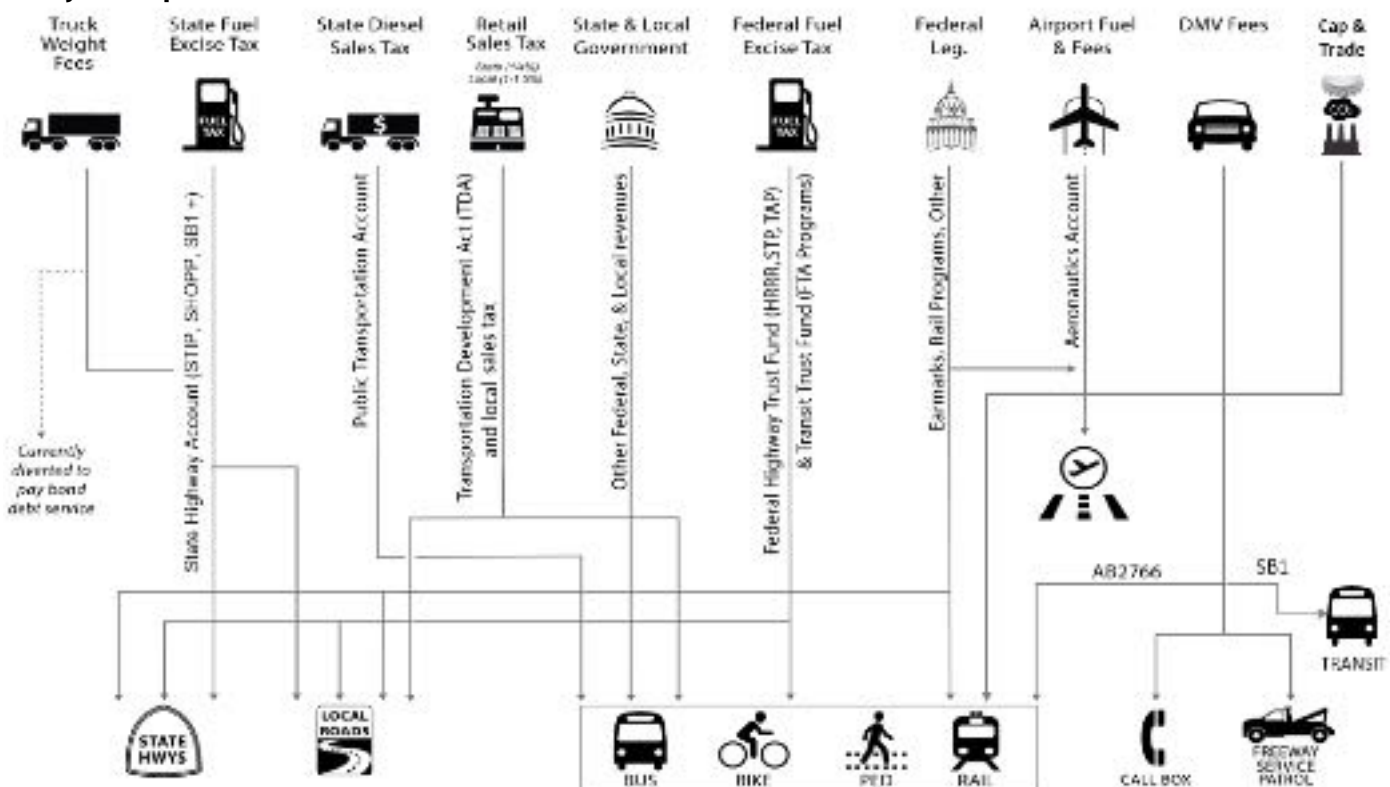 Truck
Weight
Fees
State Fuel
Excise Tax
State Diesel
Sales Tax
Retail
Sales Tax
State & Local
Government
Federal Fuel
Excise Tax
Federal
Leg.
Airport Fuel
& Fees
DMV Fees
Cap &
Trade
FUEL
TAX
$
FUEL
TAX
State Highway Account (STIP, SHOPP, SB1 +)
Public Transportation Account
Transportation Development Act (TDA)
and local sales tax
Other Federal, State, & Local revenues
Federal Highway Trust Fund (HRRR, STP, TAP)
& Transit Trust Fund (FTA Programs)
Earmarks, Rail Programs, Other
Aeronautics Account
Currently
diverted to
pay bond
debt service
AB2766
SB1
TRANSIT
STATE
HWYS
LOCAL
ROADS
BUS
BIKE
PED
RAIL
CALL BOX
FREEWAY
SERVICE
PATROL